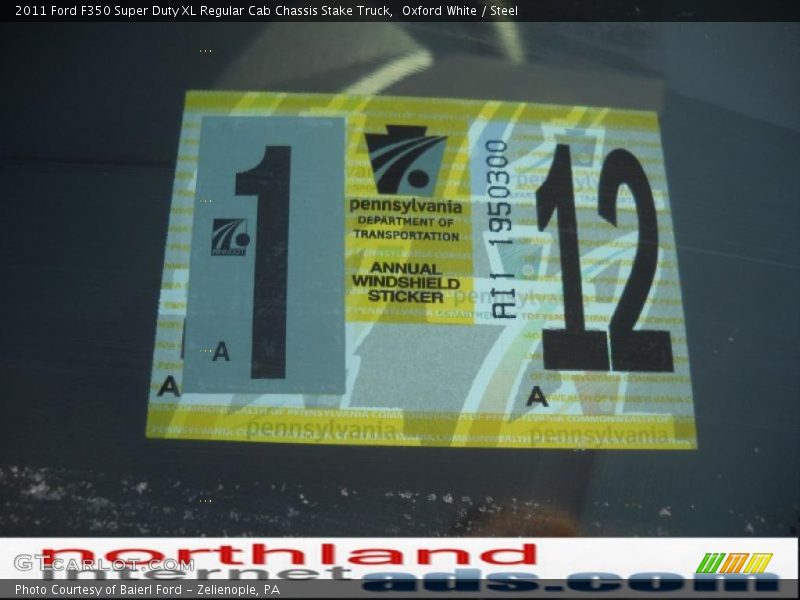 2011 Ford F350 Super Duty XL Regular Cab Chassis Stake Truck, Oxford White / Steel
1
A
A
pennsylvania
DEPARTMENT OF
TRANSPORTATION
ANNUAL
WINDSHIELD
STICKER
AI1 1950300
12
A
pennsylvania
pennsylvania
northland
internet ads.com
GTCarLot.com
Photo Courtesy of Baierl Ford - Zelienople, PA